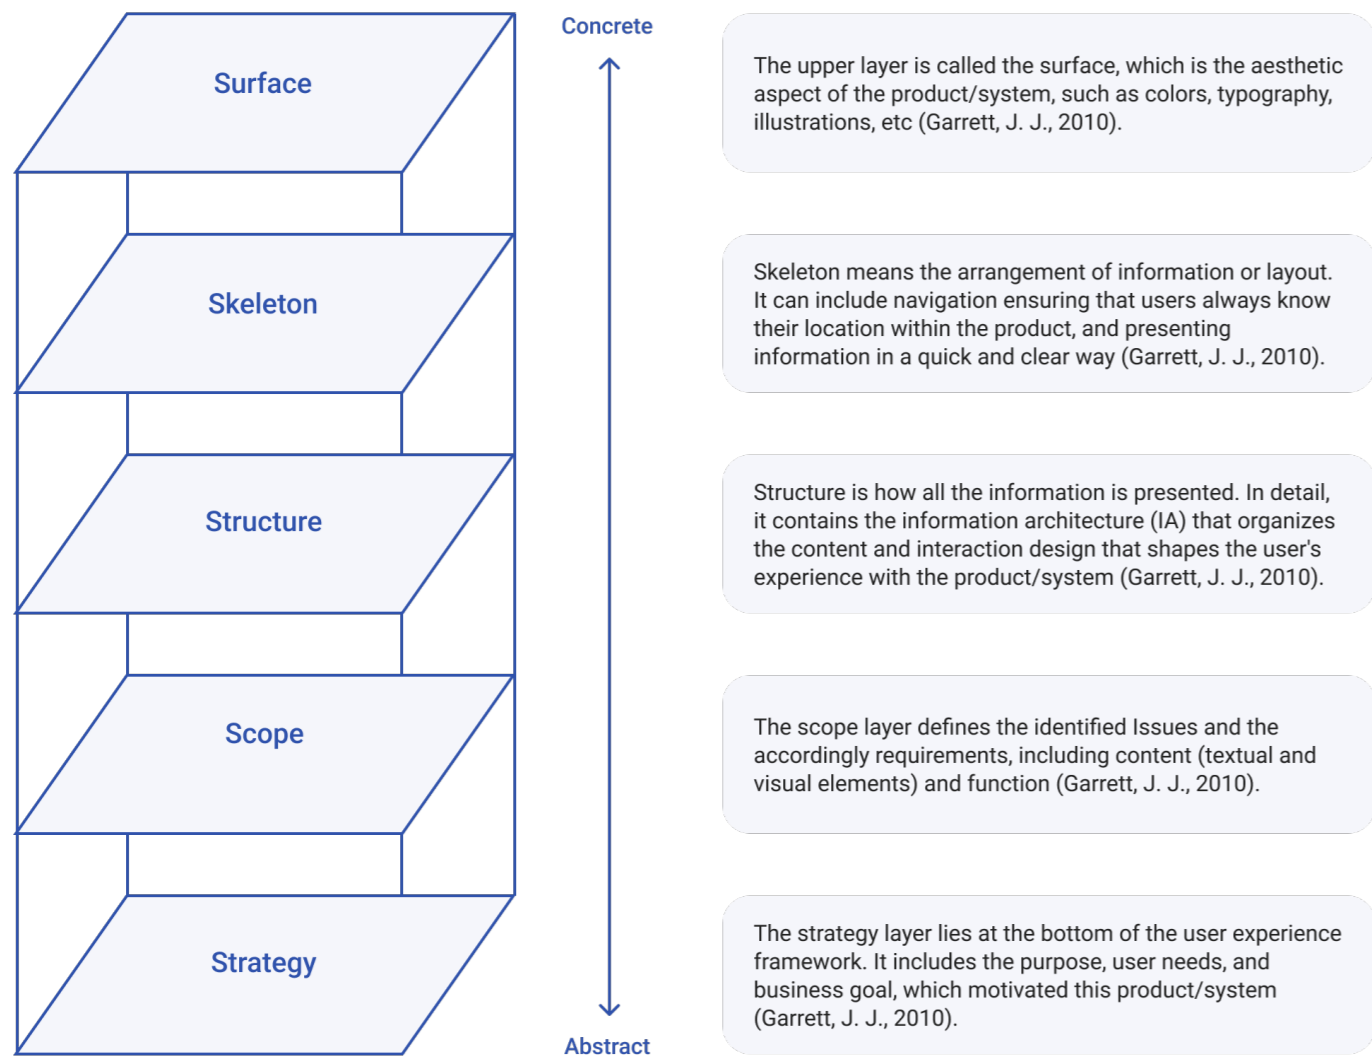 Concrete
Surface
The upper layer is called the surface, which is the aesthetic
aspect of the product/system, such as colors, typography,
illustrations, etc (Garrett, J. J., 2010).
Skeleton
Skeleton means the arrangement of information or layout.
It can include navigation ensuring that users always know
their location within the product, and presenting
information in a quick and clear way (Garrett, J. J., 2010).
Structure
Structure is how all the information is presented. In detail,
it contains the information architecture (IA) that organizes
the content and interaction design that shapes the user's
experience with the product/system (Garrett, J. J., 2010).
Scope
The scope layer defines the identified Issues and the
accordingly requirements, including content (textual and
visual elements) and function (Garrett, J. J., 2010).
Strategy
The strategy layer lies at the bottom of the user experience
framework. It includes the purpose, user needs, and
business goal, which motivated this product/system
(Garrett, J. J., 2010).
Abstract